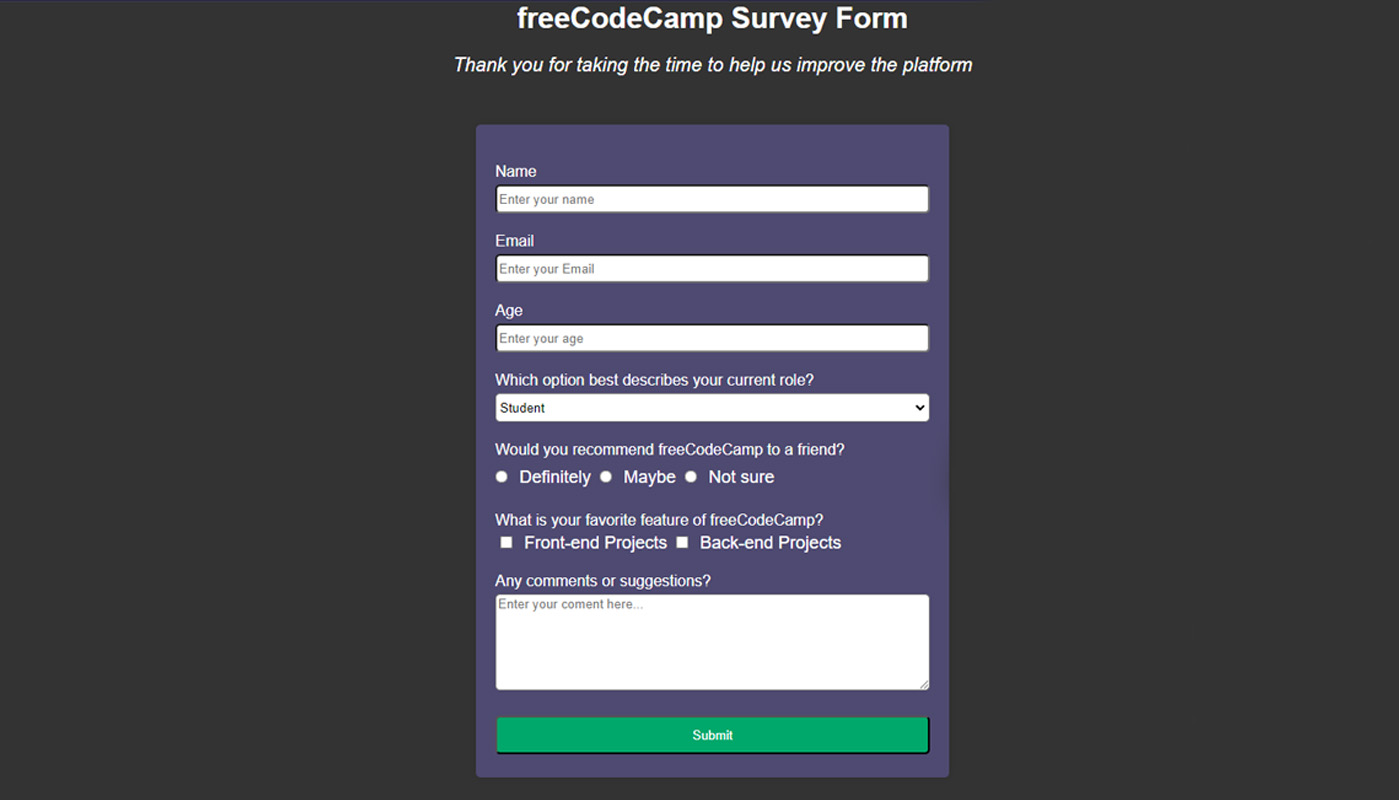 freeCodeCamp Survey Form
Thank you for taking the time to help us improve the platform
Name
Enter your name
Email
Enter your Email
Age
Enter your age
Which option best describes your current role?
Student
Would you recommend freeCodeCamp to a friend?
Definitely Maybe Not sure
What is your favorite feature of freeCodeCamp?
Front-end Projects Back-end Projects
Any comments or suggestions?
Enter your coment here...
Submit